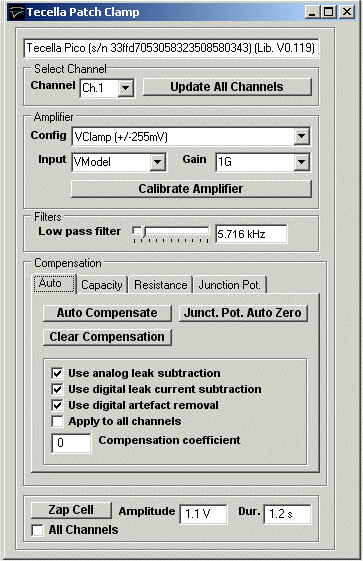 Tecella Patch Clamp
Tecella Pico (s/n 33ffd7053058323508580343) (Lib. V0.119)
Select Channel
Channel Ch.1 Update All Channels
Amplifier
Config VClamp (+/-255mV)
Input VModel Gain 1G
Calibrate Amplifier
Filters
Low pass filter 5.716 kHz
Compensation
Auto Capacity Resistance Junction Pot.
Auto Compensate Junct. Pot. Auto Zero
Clear Compensation
Use analog leak subtraction
Use digital leak current subtraction
Use digital artefact removal
Apply to all channels
0 Compensation coefficient
Zap Cell Amplitude 1.1 V Dur. 1.2 s
All Channels